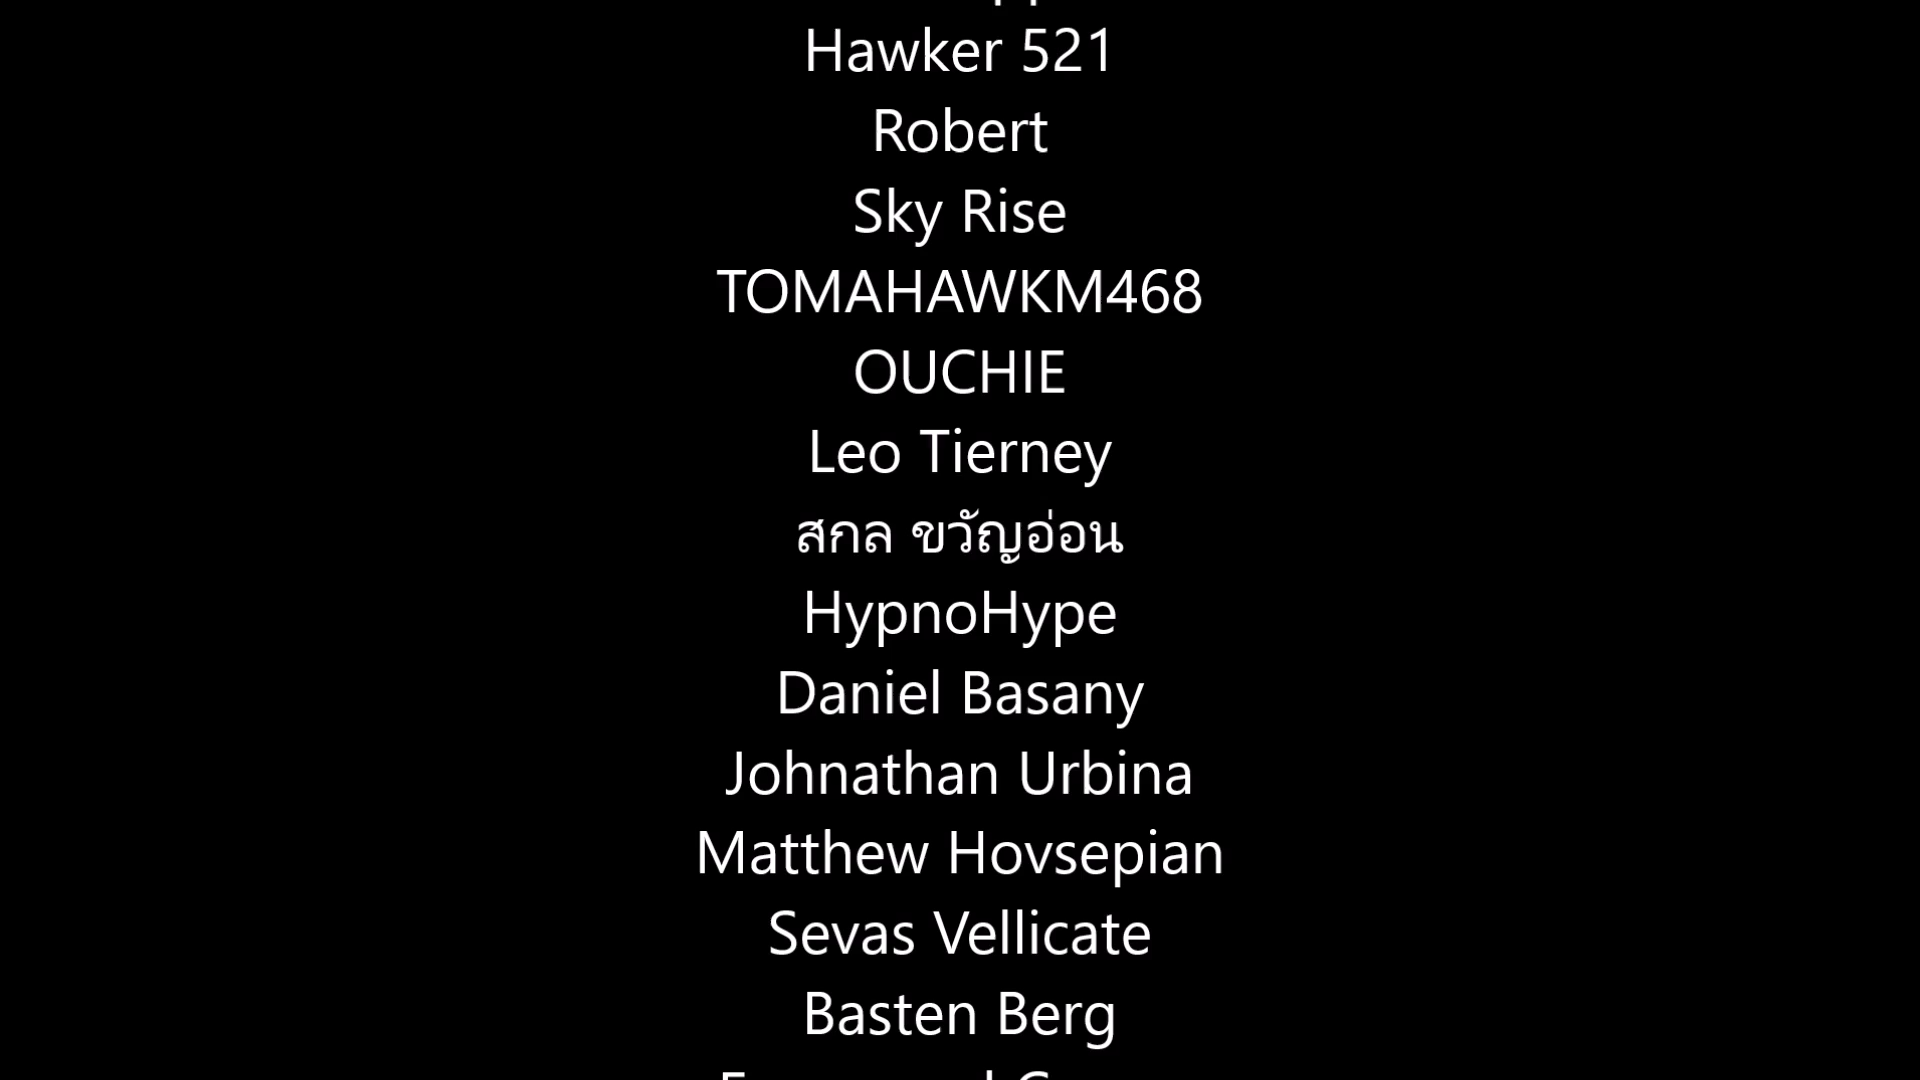 Hawker 521
Robert
Sky Rise
TOMAHAWKM468
OUCHIE
Leo Tierney
สกล ขวัญอ่อน
HypnoHype
Daniel Basany
Johnathan Urbina
Matthew Hovsepian
Sevas Vellicate
Basten Berg